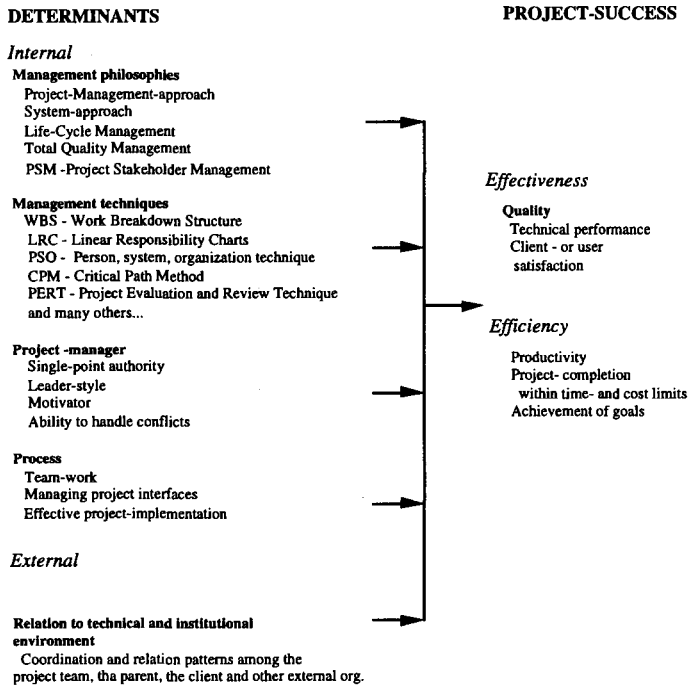 DETERMINANTS
Internal
Management philosophies
Project-Management-approach
System-approach
Life-Cycle Management
Total Quality Management
PSM -Project Stakeholder Management
Management techniques
WBS - Work Breakdown Structure
LRC - Linear Responsibility Charts
PSO - Person, system, organization technique
CPM - Critical Path Method
PERT - Project Evaluation and Review Technique
and many others...
Project -manager
Single-point authority
Leader-style
Motivator
Ability to handle conflicts
Process
Team-work
Managing project interfaces
Effective project-implementation
External
Relation to technical and institutional
environment
Coordination and relation patterns among the
project team, tha parent, the client and other external org.
PROJECT-SUCCESS
Effectiveness
Quality
Technical performance
Client - or user
satisfaction
Efficiency
Productivity
Project- completion
within time- and cost limits
Achievement of goals